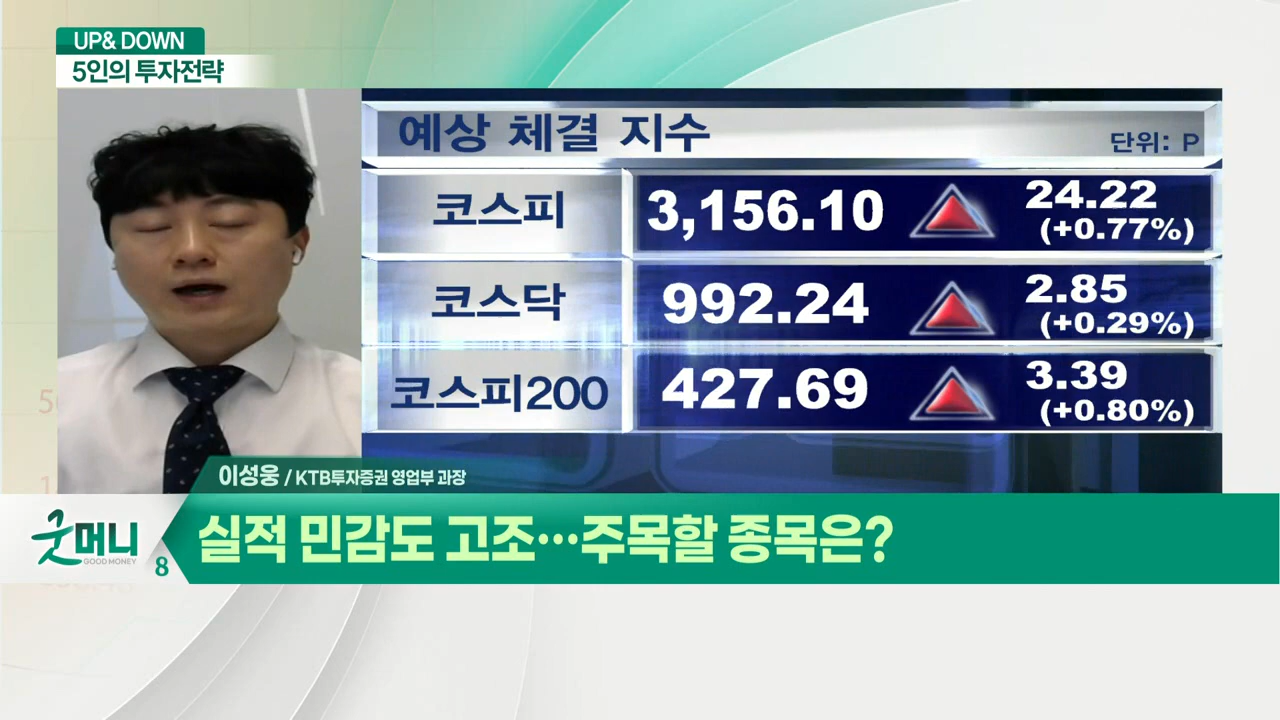 UP& DOWN
5인의 투자전략
예상 체결 지수
단위: P
코스피 3,156.10 24.22
(+0.77%)
코스닥 992.24 2.85
(+0.29%)
코스피200 427.69 3.39
(+0.80%)
이성웅 / KTB투자증권 영업부 과장
굿머니
GOOD MONEY
8
실적 민감도 고조…주목할 종목은?